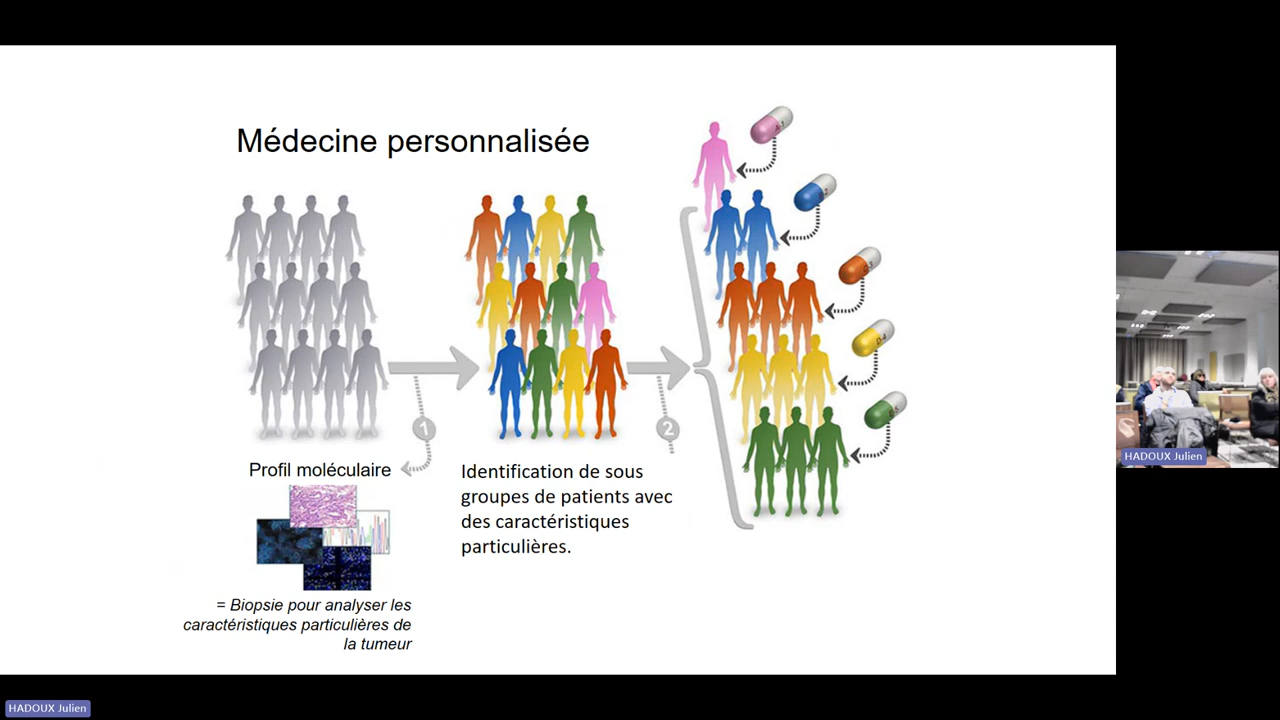 Médecine personnalisée
1
2
Profil moléculaire
= Biopsie pour analyser les
caractéristiques particulières de
la tumeur
Identification de sous
groupes de patients avec
des caractéristiques
particulières.
HADOUX Julien
HADOUX Julien